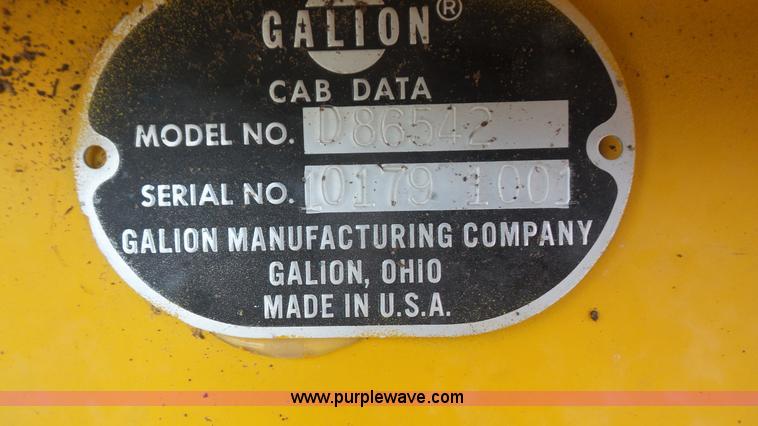 GALION ®
CAB DATA
MODEL NO. D86542
SERIAL NO. 10179 1001
GALION MANUFACTURING COMPANY
GALION, OHIO
MADE IN U.S.A.
www.purplewave.com